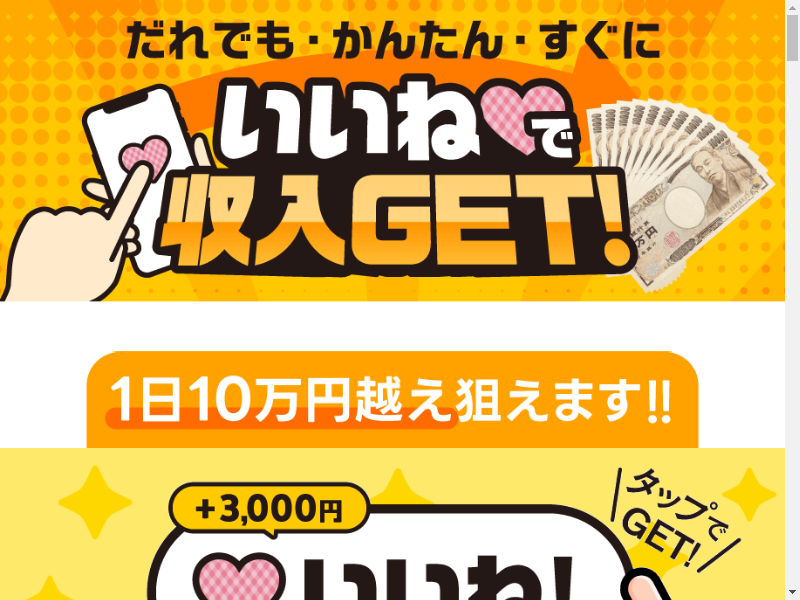 だれでも・かんたん・すぐに
いいねで
収入GET!
1日10万円越え狙えます!!
+3,000円
タップで
GET!
いいね!